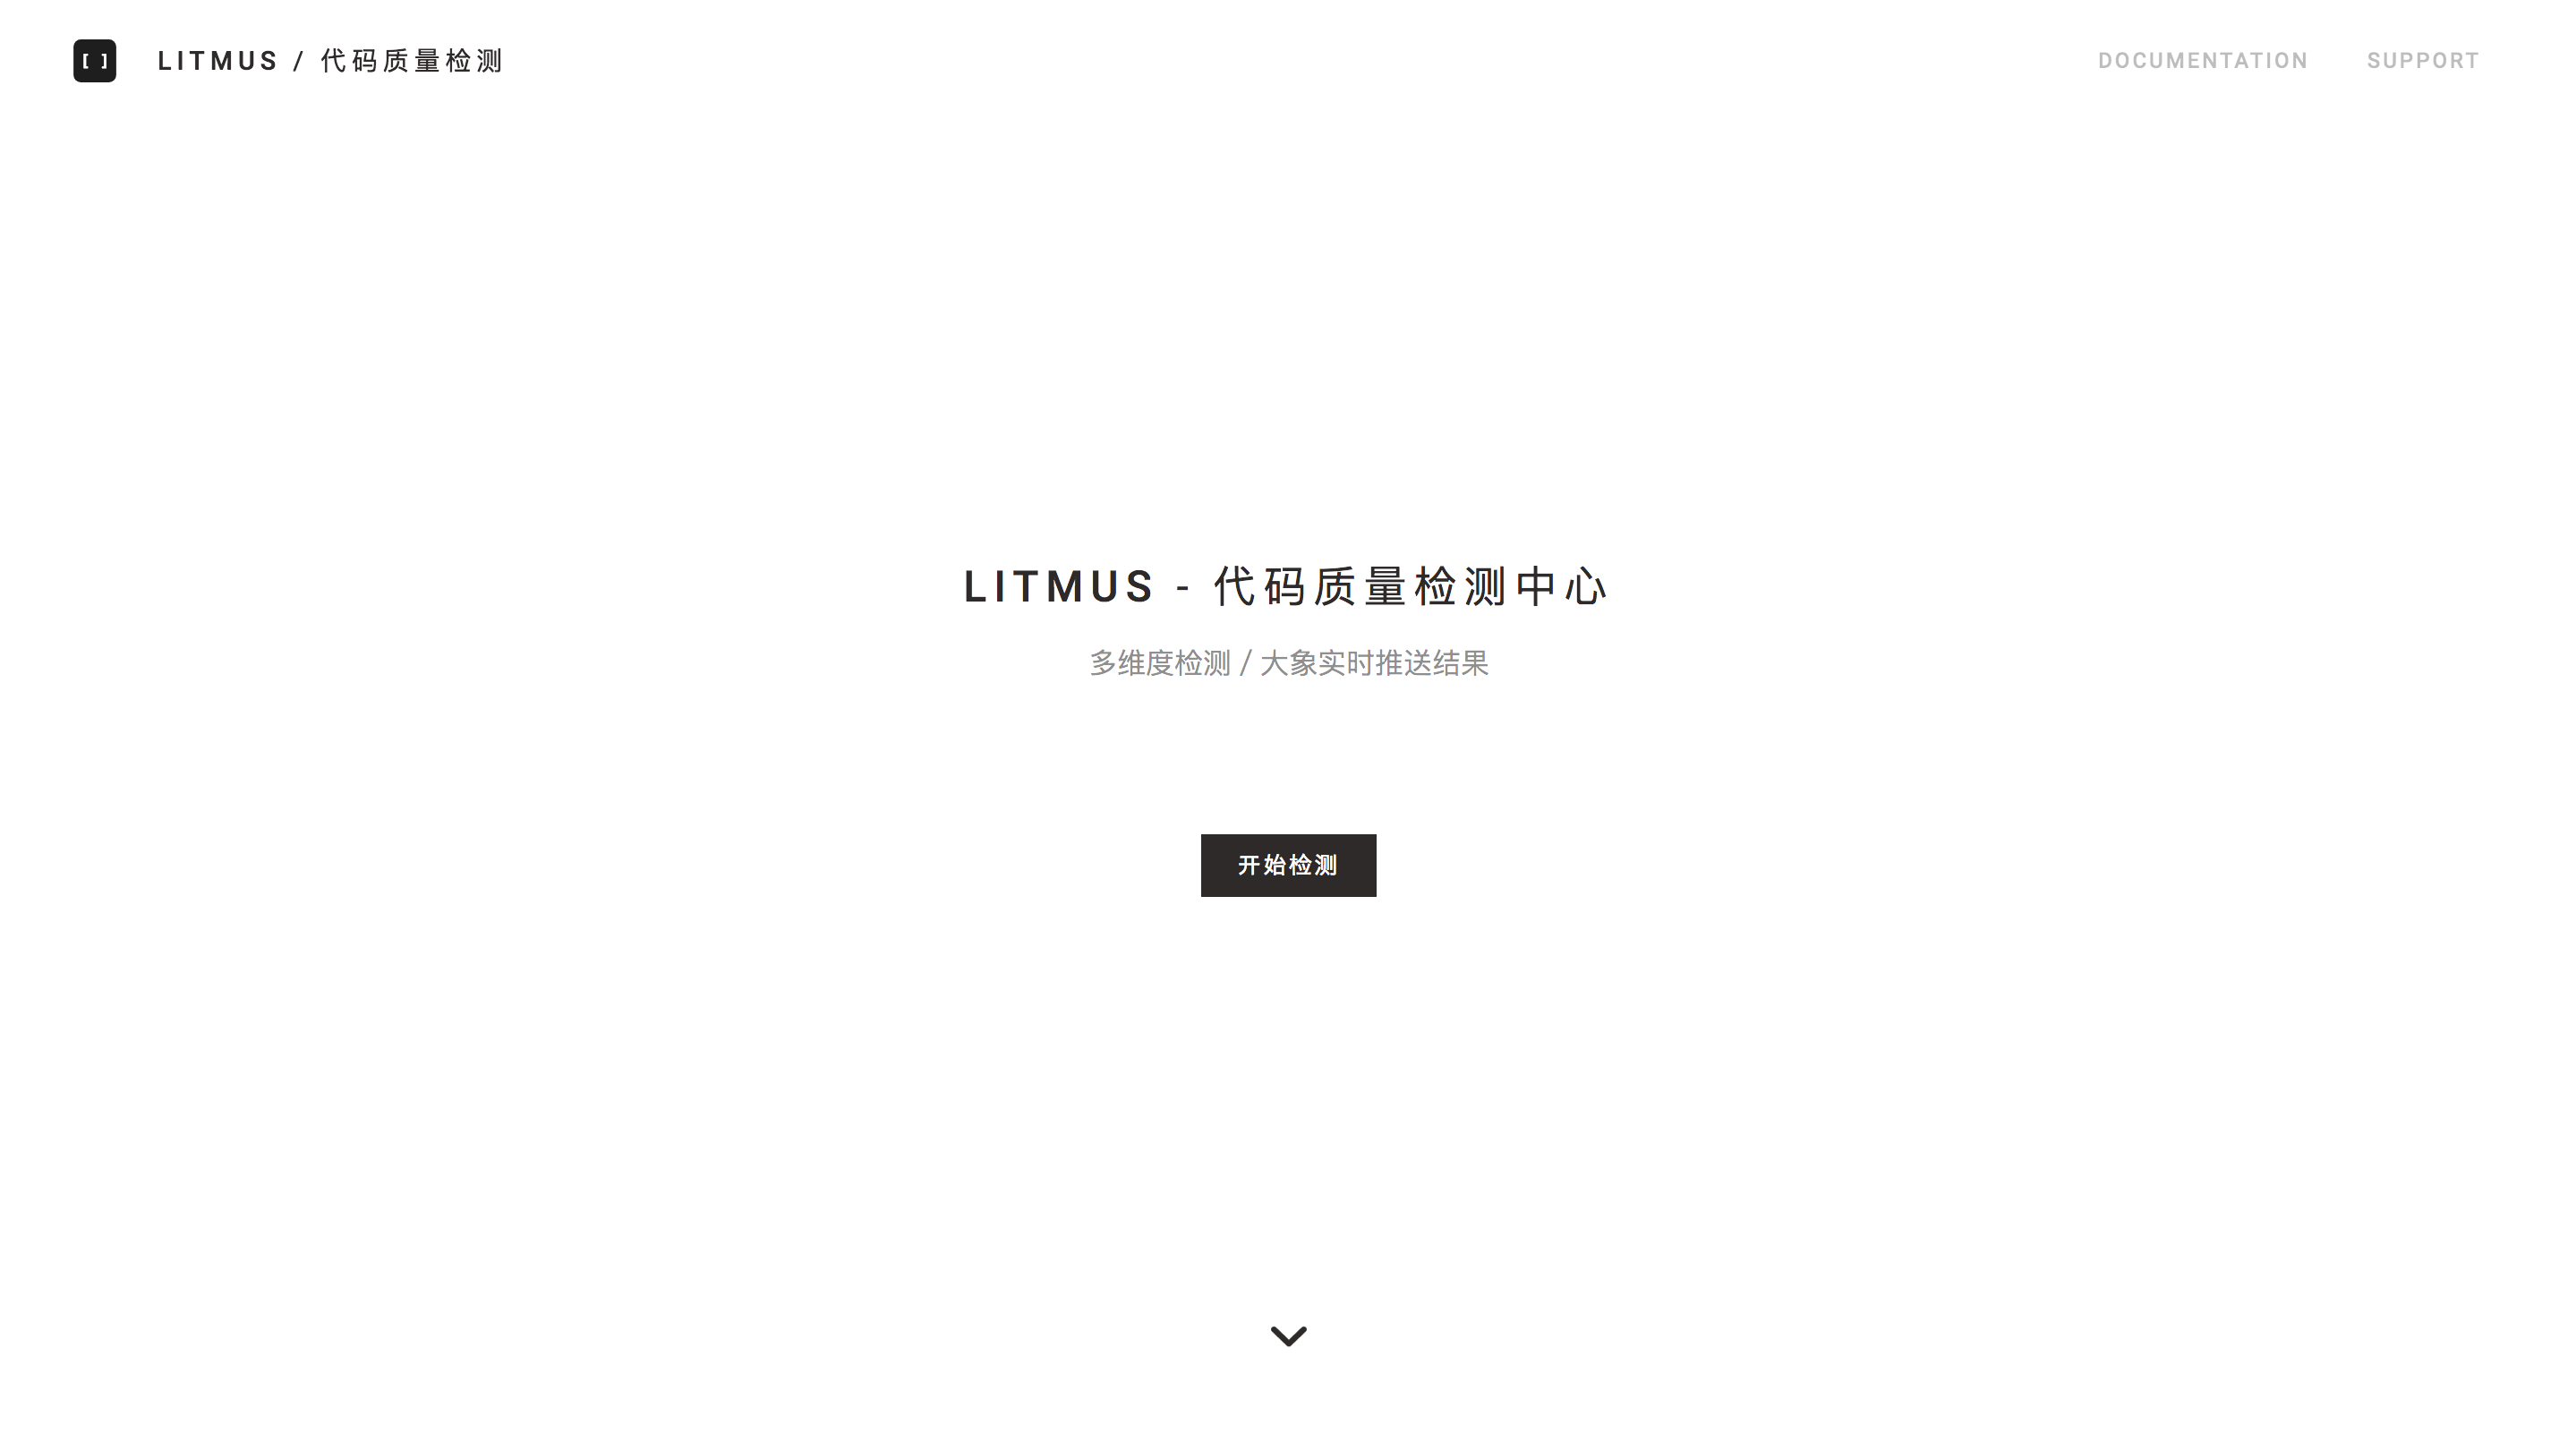 [ ] LITMUS / 代码质量检测
DOCUMENTATION
SUPPORT
LITMUS - 代码质量检测中心
多维度检测 / 大象实时推送结果
开始检测